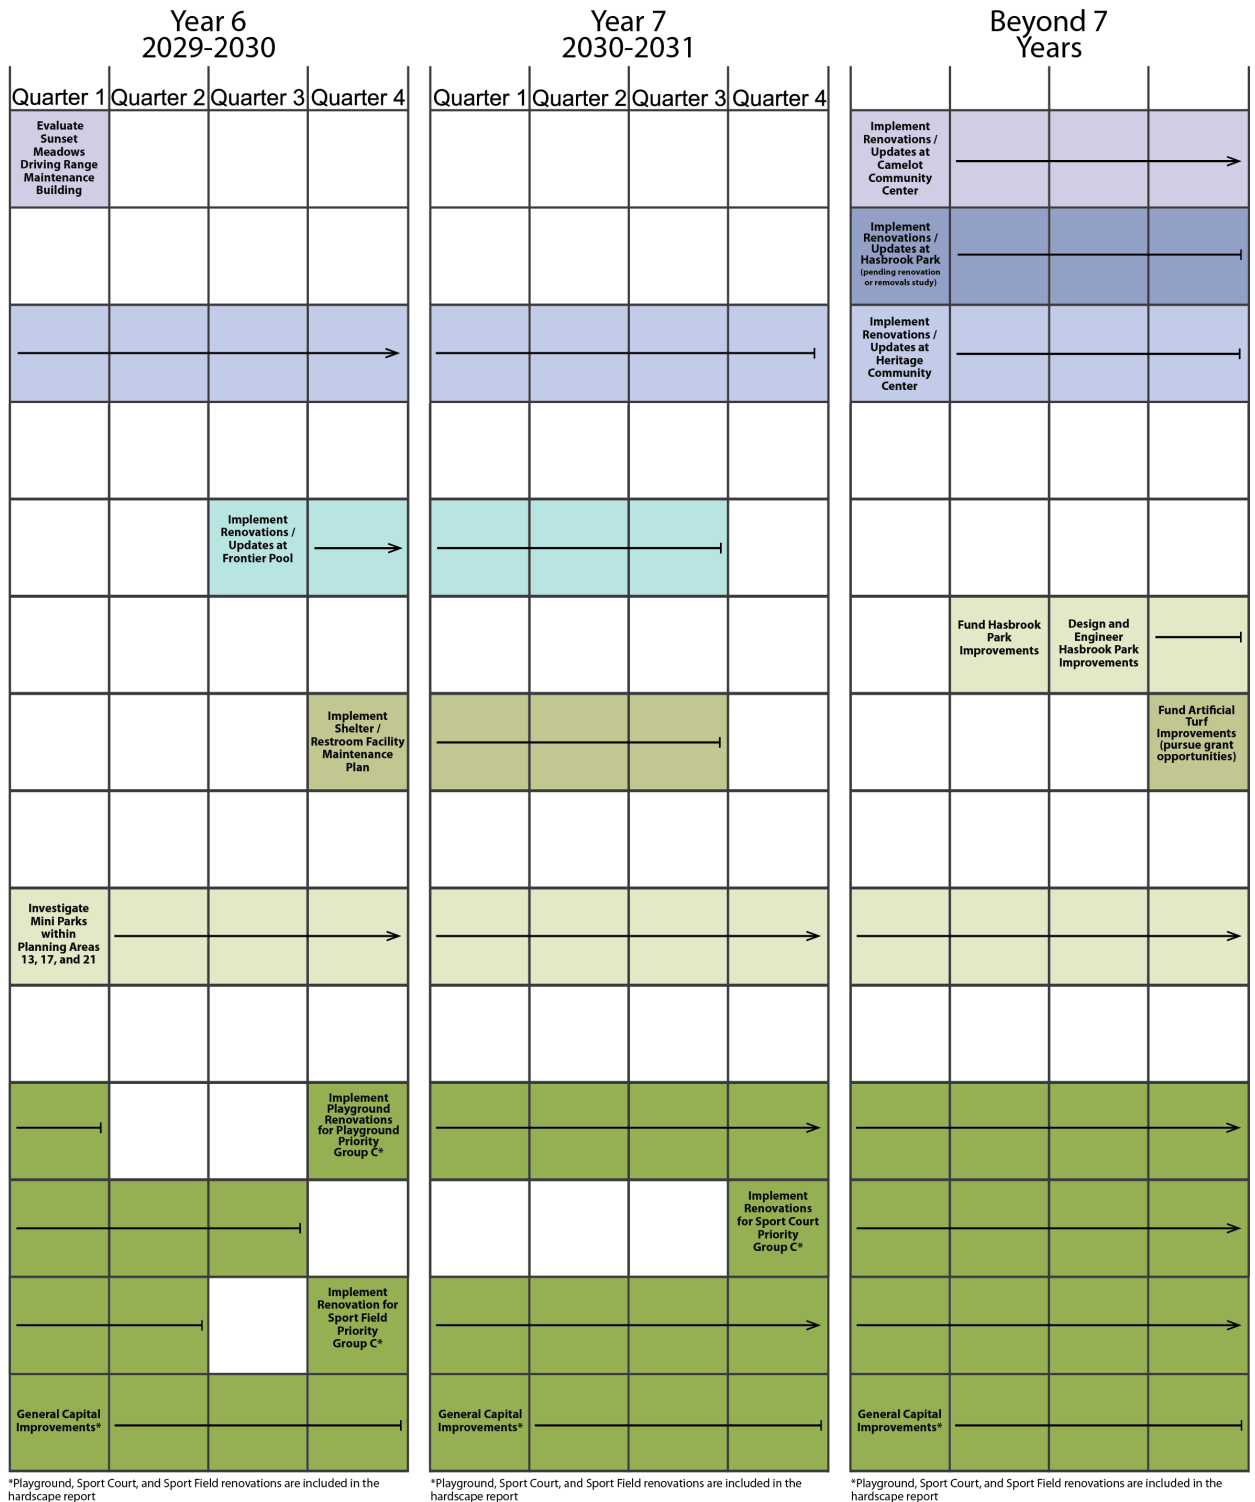 Year 6
2029-2030
Year 7
2030-2031
Beyond 7
Years
Quarter 1 Quarter 2 Quarter 3 Quarter 4
Quarter 1 Quarter 2 Quarter 3 Quarter 4
Evaluate
Sunset
Meadows
Driving Range
Maintenance
Building
Implement
Renovations /
Updates at
Camelot
Community
Center
Implement
Renovations /
Updates at
Hasbrook Park
(pending renovation
or removals study)
Implement
Renovations /
Updates at
Heritage
Community
Center
Implement
Renovations /
Updates at
Frontier Pool
Fund Hasbrook
Park
Improvements
Design and
Engineer
Hasbrook Park
Improvements
Implement
Shelter /
Restroom Facility
Maintenance
Plan
Fund Artificial
Turf
Improvements
(pursue grant
opportunities)
Investigate
Mini Parks
within
Planning Areas
13, 17, and 21
Implement
Playground
Renovations
for Playground
Priority
Group C*
Implement
Renovations
for Sport Court
Priority
Group C*
Implement
Renovation for
Sport Field
Priority
Group C*
General Capital
Improvements*
General Capital
Improvements*
General Capital
Improvements*
*Playground, Sport Court, and Sport Field renovations are included in the
hardscape report
*Playground, Sport Court, and Sport Field renovations are included in the
hardscape report
*Playground, Sport Court, and Sport Field renovations are included in the
hardscape report